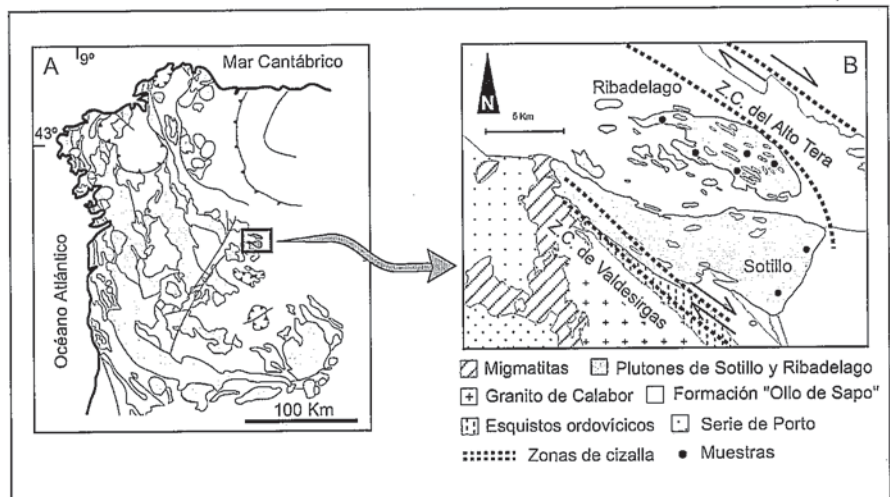 A
9º
Mar Cantábrico
43º
Océano Atlántico
100 Km
B
N
5 Km
Ribadelago
Z.C. del Alto Tera
Z.C. de Valdesirgas
Sotillo
Migmatitas
Plutones de Sotillo y Ribadelago
Granito de Calabor
Formación "Ollo de Sapo"
Esquistos ordovícicos
Serie de Porto
Zonas de cizalla
Muestras